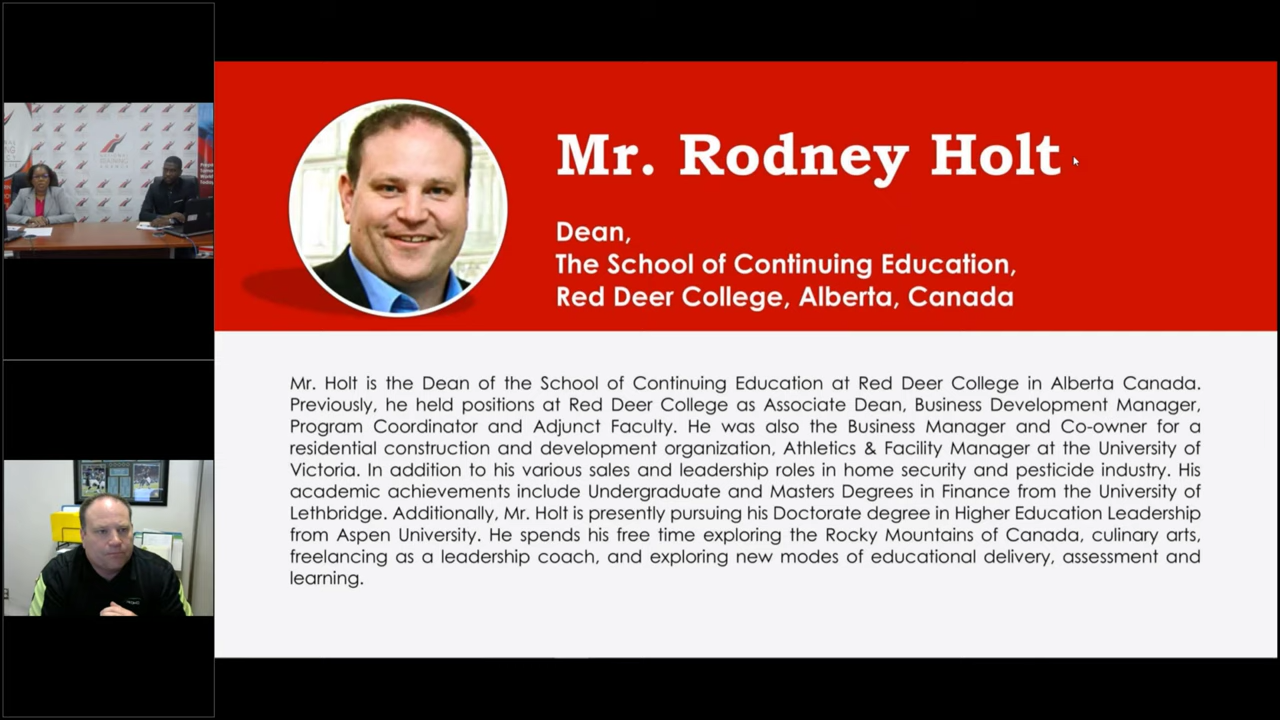 Mr. Rodney Holt
Dean,
The School of Continuing Education,
Red Deer College, Alberta, Canada
Mr. Holt is the Dean of the School of Continuing Education at Red Deer College in Alberta Canada.
Previously, he held positions at Red Deer College as Associate Dean, Business Development Manager,
Program Coordinator and Adjunct Faculty. He was also the Business Manager and Co-owner for a
residential construction and development organization, Athletics & Facility Manager at the University of
Victoria. In addition to his various sales and leadership roles in home security and pesticide industry. His
academic achievements include Undergraduate and Masters Degrees in Finance from the University of
Lethbridge. Additionally, Mr. Holt is presently pursuing his Doctorate degree in Higher Education Leadership
from Aspen University. He spends his free time exploring the Rocky Mountains of Canada, culinary arts,
freelancing as a leadership coach, and exploring new modes of educational delivery, assessment and
learning.